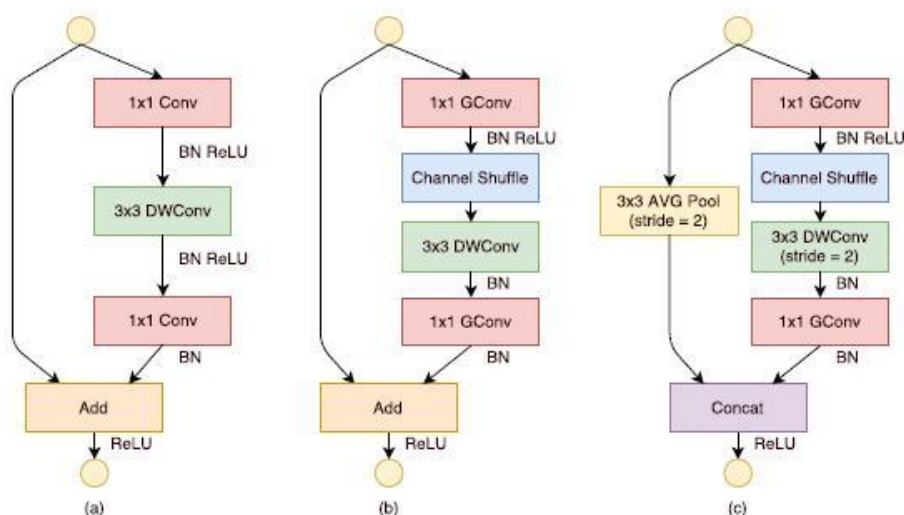 1x1 Conv
BN ReLU
3x3 DWConv
BN ReLU
1x1 Conv
BN
Add
ReLU
(a)
1x1 GConv
BN ReLU
Channel Shuffle
3x3 DWConv
BN
1x1 GConv
BN
Add
ReLU
(b)
3x3 AVG Pool
(stride = 2)
1x1 GConv
BN ReLU
Channel Shuffle
3x3 DWConv
(stride = 2)
BN
1x1 GConv
BN
Concat
ReLU
(c)